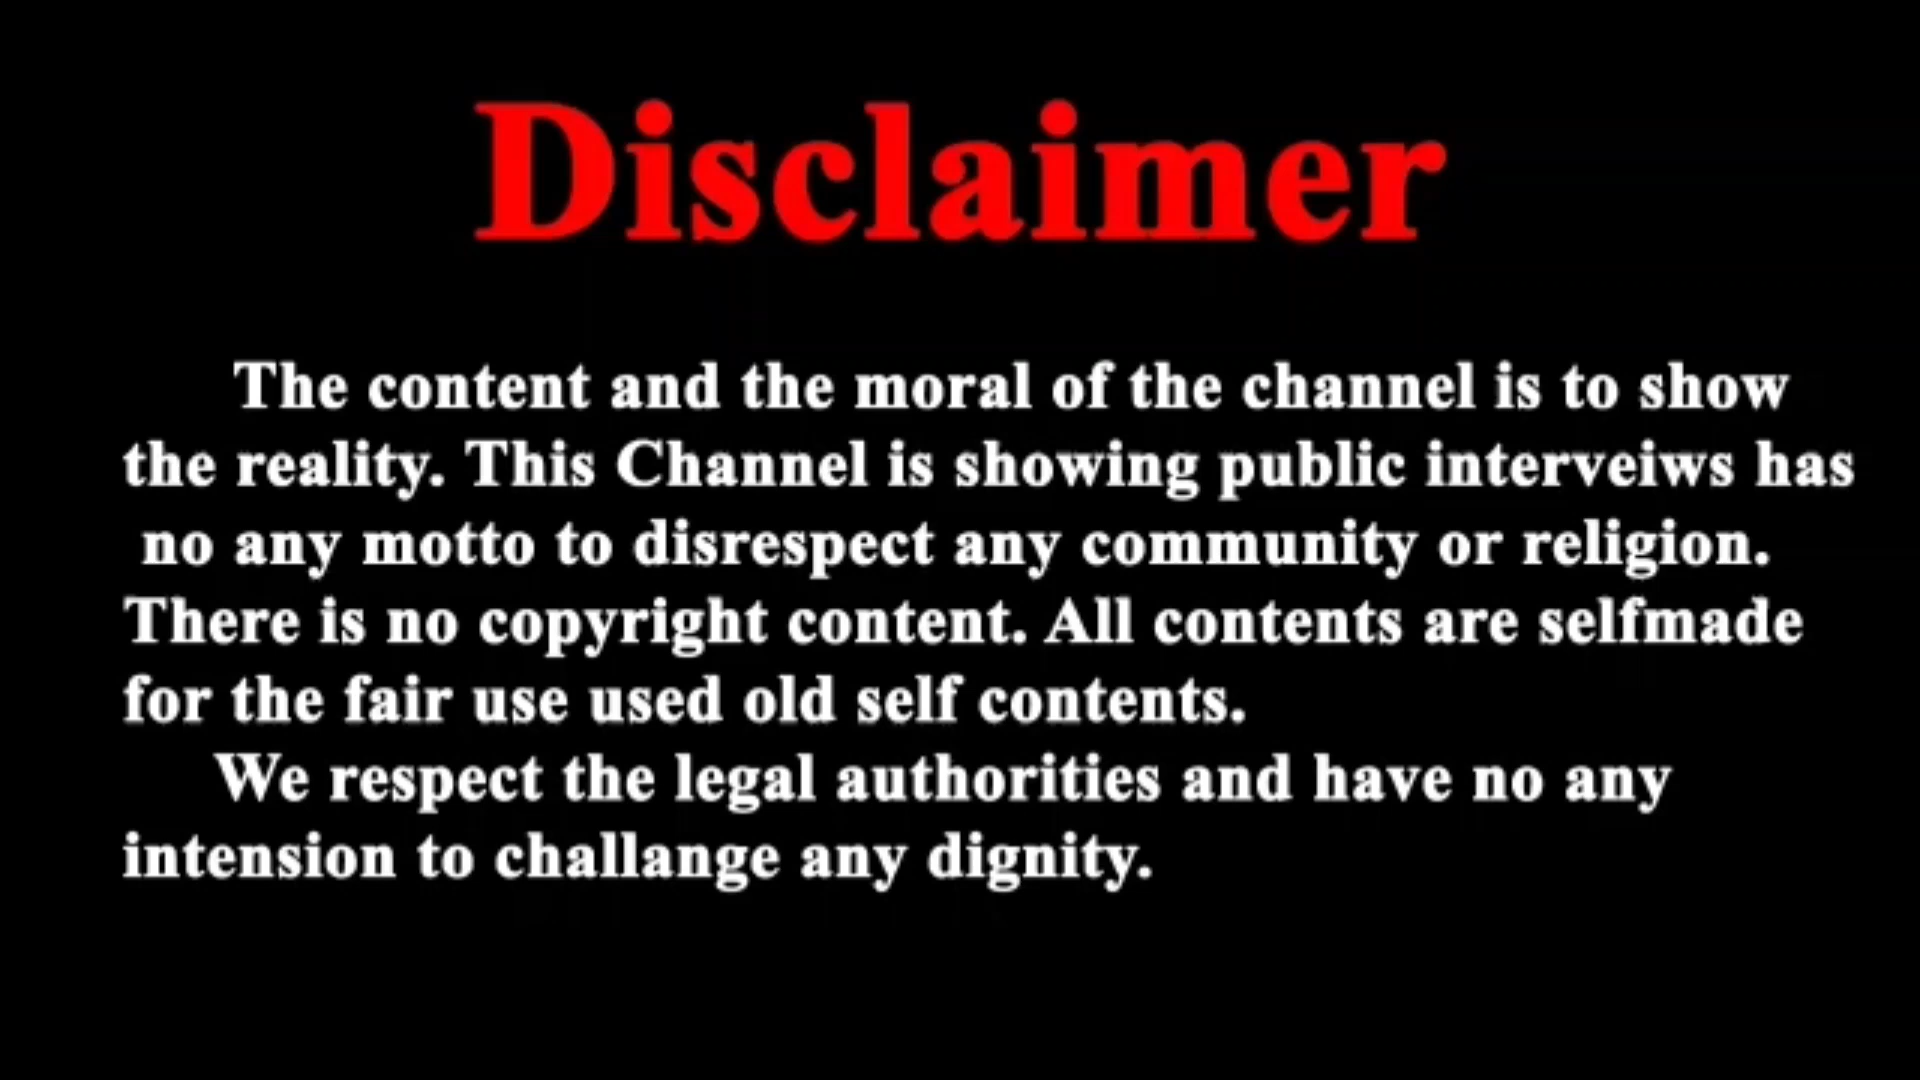 Disclaimer
The content and the moral of the channel is to show
the reality. This Channel is showing public interveiws has
no any motto to disrespect any community or religion.
There is no copyright content. All contents are selfmade
for the fair use used old self contents.
We respect the legal authorities and have no any
intension to challange any dignity.